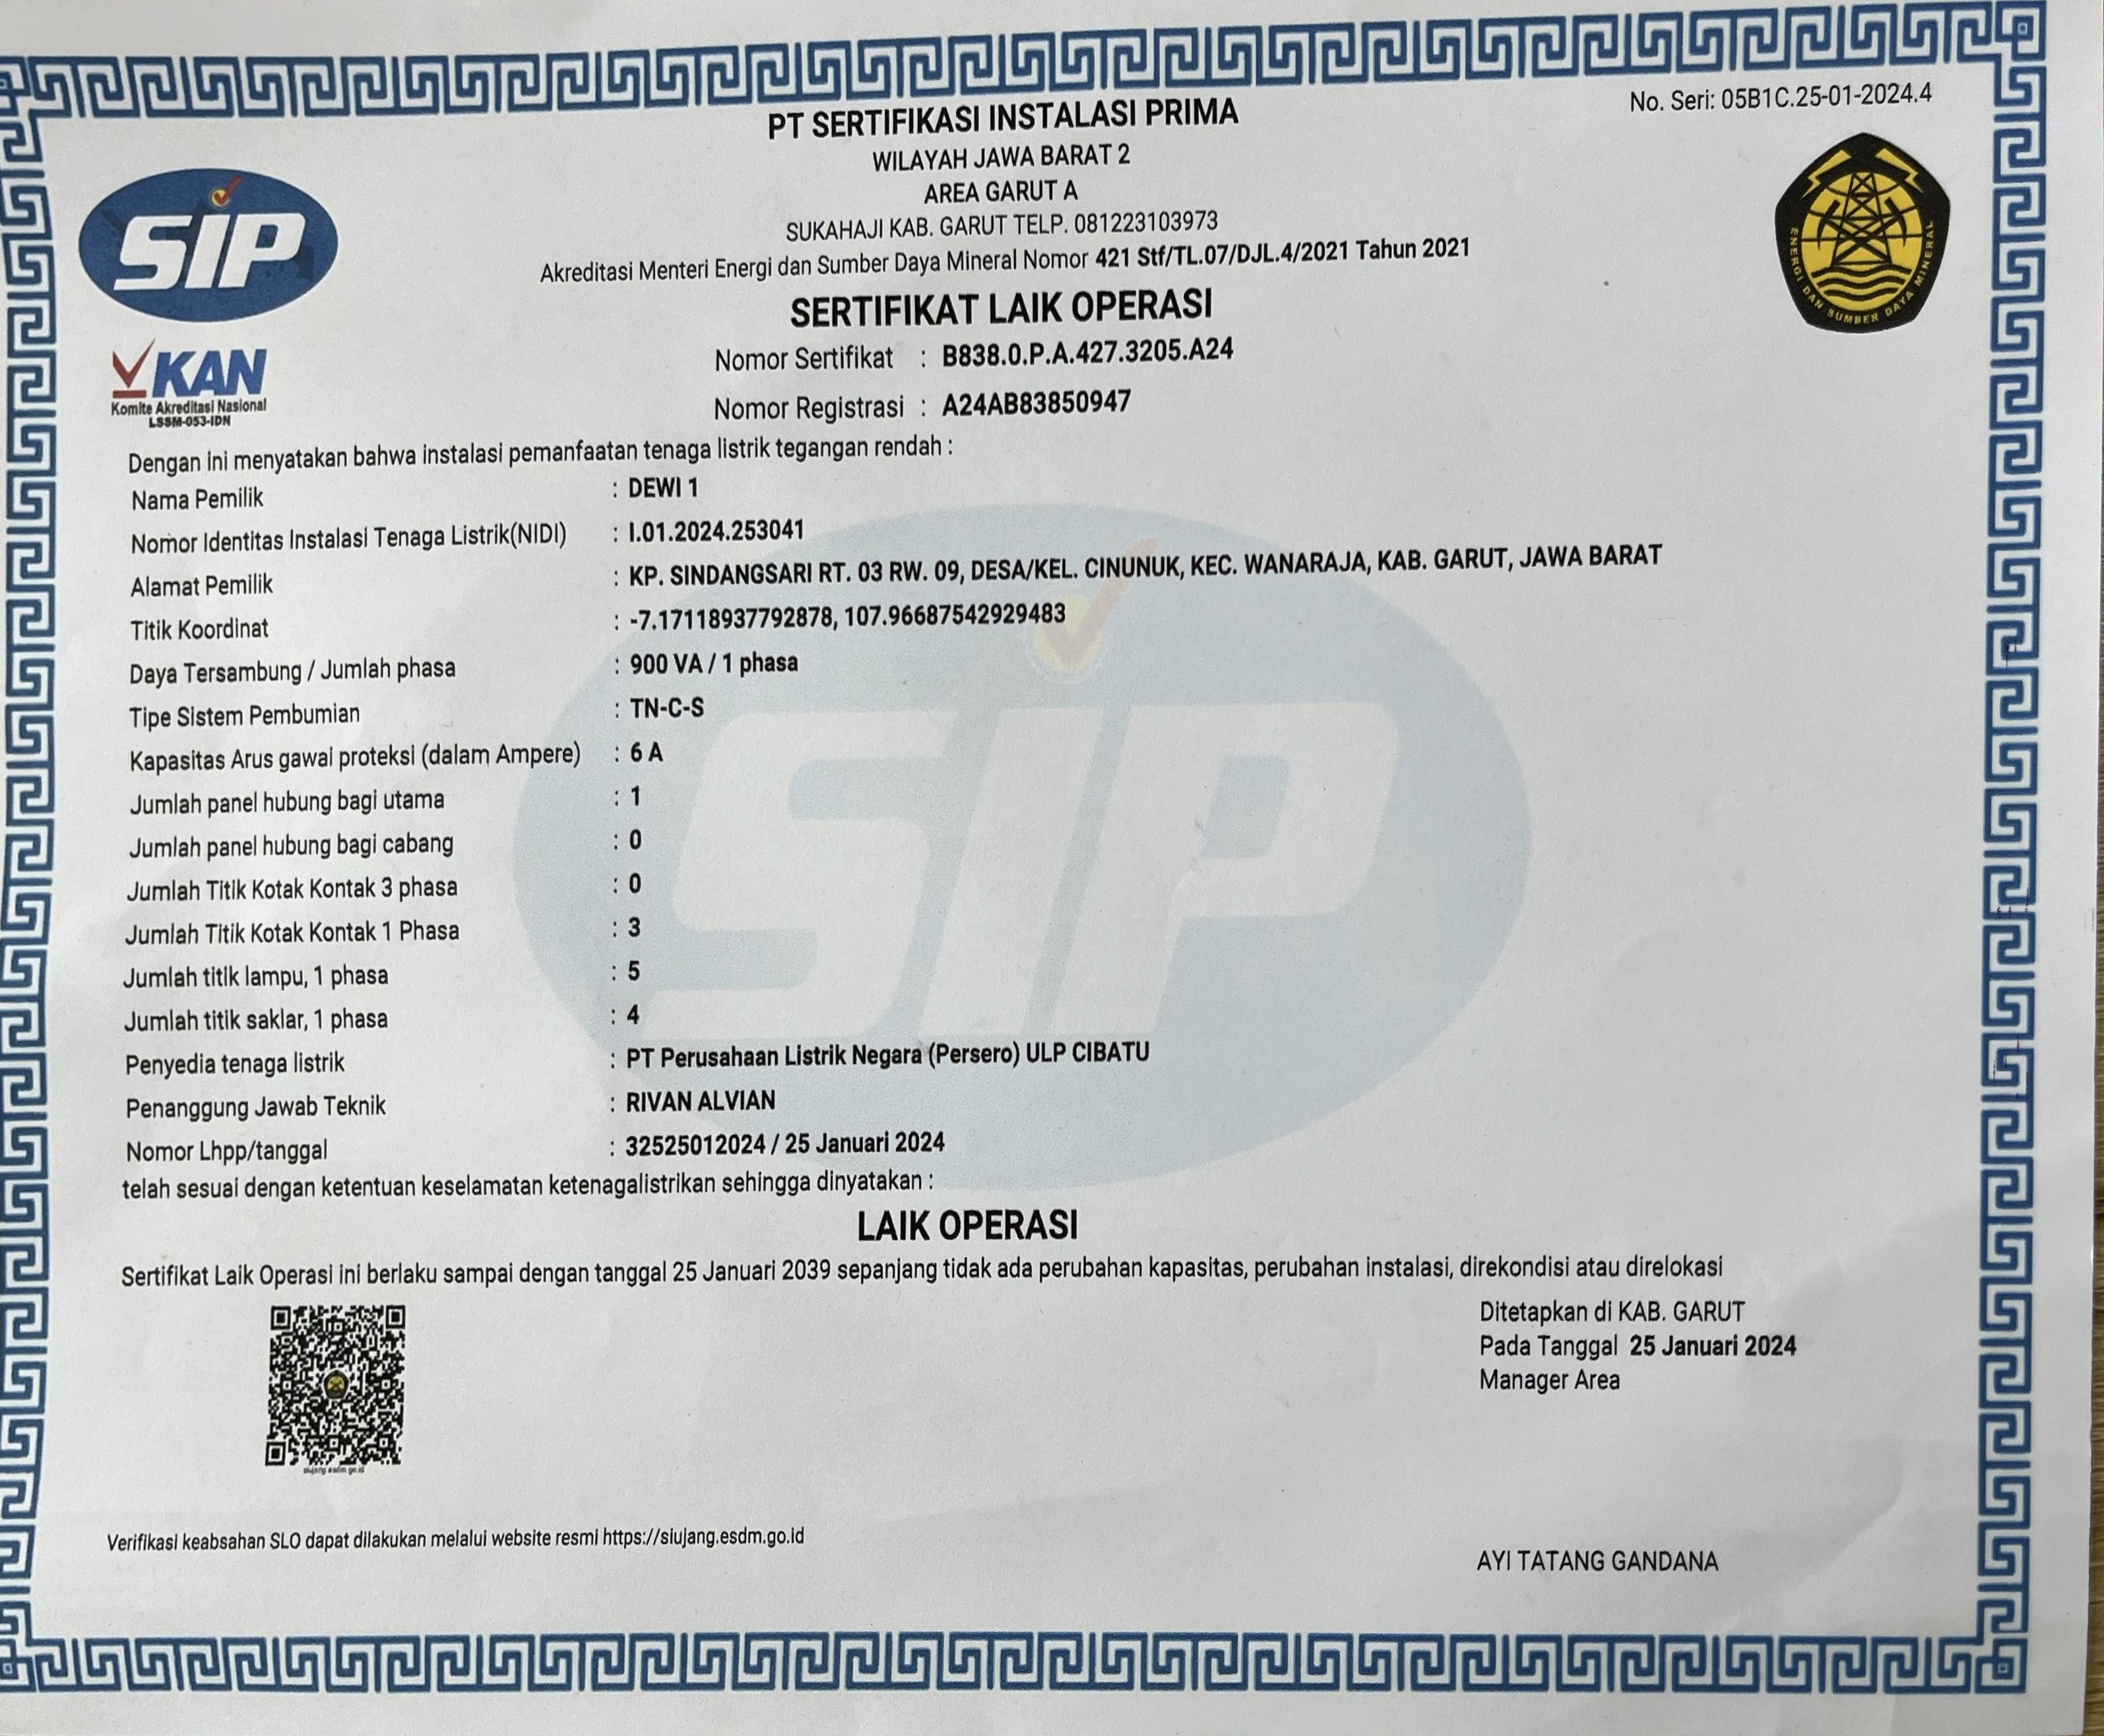 No. Seri: 05B1C.25-01-2024.4
PT SERTIFIKASI INSTALASI PRIMA
WILAYAH JAWA BARAT 2
AREA GARUT A
SUKAHAJI KAB. GARUT TELP. 081223103973
Akreditasi Menteri Energi dan Sumber Daya Mineral Nomor 421 Stf/TL.07/DJL.4/2021 Tahun 2021
SIP
ENERGI DAN SUMBER DAYA MINERAL
SERTIFIKAT LAIK OPERASI
KAN
Komite Akreditasi Nasional
LSSM-053-IDN
Nomor Sertifikat : B838.0.P.A.427.3205.A24
Nomor Registrasi : A24AB83850947
Dengan ini menyatakan bahwa instalasi pemanfaatan tenaga listrik tegangan rendah :
Nama Pemilik : DEWI 1
Nomor Identitas Instalasi Tenaga Listrik(NIDI) : I.01.2024.253041
Alamat Pemilik : KP. SINDANGSARI RT. 03 RW. 09, DESA/KEL. CINUNUK, KEC. WANARAJA, KAB. GARUT, JAWA BARAT
Titik Koordinat : -7.17118937792878, 107.96687542929483
Daya Tersambung / Jumlah phasa : 900 VA / 1 phasa
Tipe Sistem Pembumian : TN-C-S
Kapasitas Arus gawai proteksi (dalam Ampere) : 6 A
Jumlah panel hubung bagi utama : 1
Jumlah panel hubung bagi cabang : 0
Jumlah Titik Kotak Kontak 3 phasa : 0
Jumlah Titik Kotak Kontak 1 Phasa : 3
Jumlah titik lampu, 1 phasa : 5
Jumlah titik saklar, 1 phasa : 4
Penyedia tenaga listrik : PT Perusahaan Listrik Negara (Persero) ULP CIBATU
Penanggung Jawab Teknik : RIVAN ALVIAN
Nomor Lhpp/tanggal : 32525012024 / 25 Januari 2024
telah sesuai dengan ketentuan keselamatan ketenagalistrikan sehingga dinyatakan :
SIP
LAIK OPERASI
Sertifikat Laik Operasi ini berlaku sampai dengan tanggal 25 Januari 2039 sepanjang tidak ada perubahan kapasitas, perubahan instalasi, direkondisi atau direlokasi
Ditetapkan di KAB. GARUT
Pada Tanggal 25 Januari 2024
Manager Area
siujang.esdm.go.id
Verifikasi keabsahan SLO dapat dilakukan melalui website resmi https://siujang.esdm.go.id
AYI TATANG GANDANA